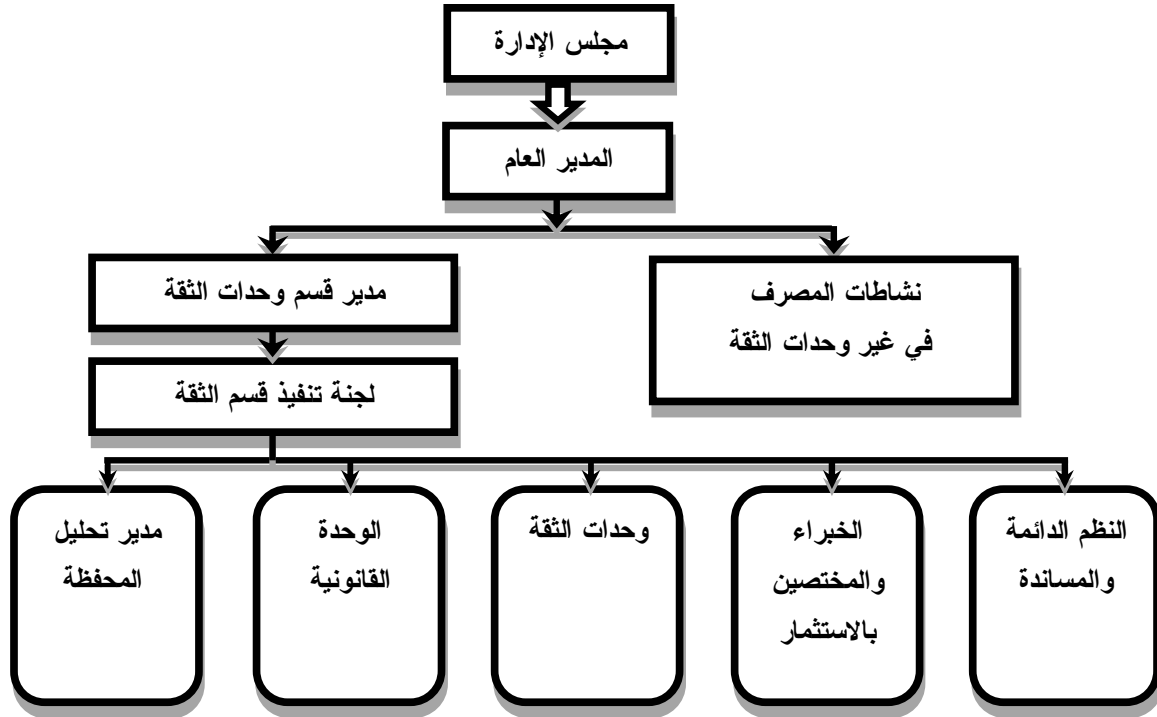 مجلس الإدارة
المدير العام
نشاطات المصرف
في غير وحدات الثقة
مدير قسم وحدات الثقة
لجنة تنفيذ قسم الثقة
النظم الدائمة
والمساندة
الخبراء
والمختصين
بالاستثمار
وحدات الثقة
الوحدة
القانونية
مدير تحليل
المحفظة